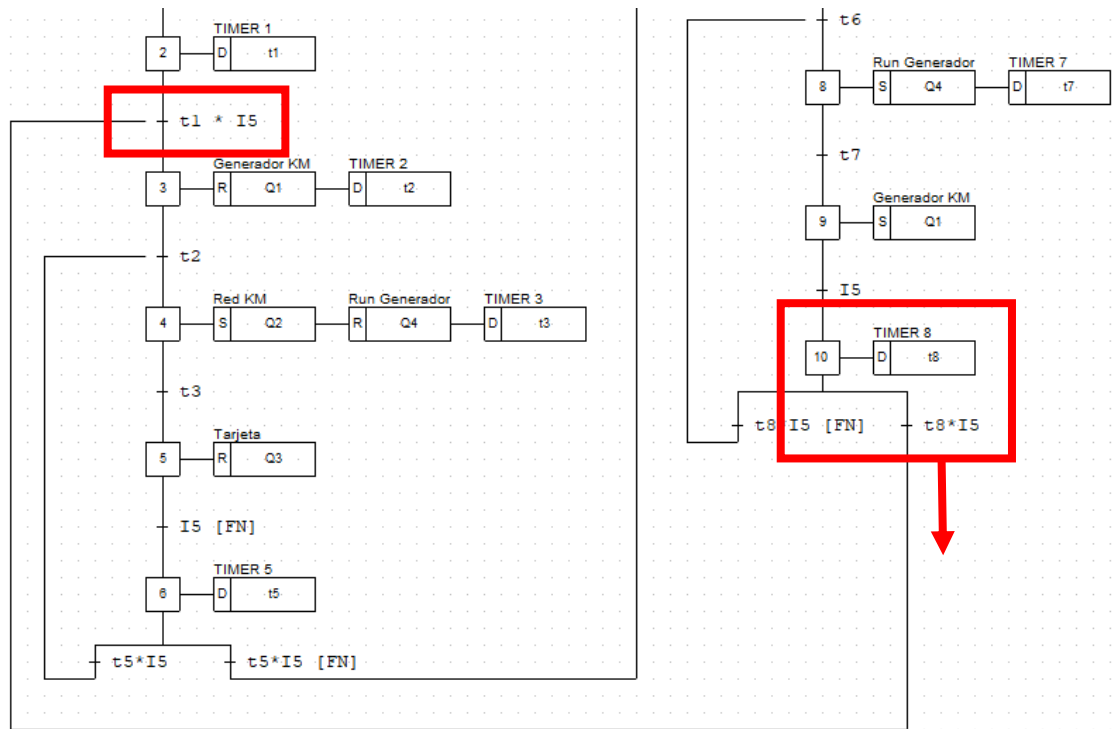 TIMER 1
2 D t1
t1 * I5
Generador KM TIMER 2
3 R Q1 D t2
t2
Red KM Run Generador TIMER 3
4 S Q2 R Q4 D t3
t3
Tarjeta
5 R Q3
I5 [FN]
TIMER 5
6 D t5
t5*I5 t5*I5 [FN]
t6
Run Generador TIMER 7
8 S Q4 D t7
t7
Generador KM
9 S Q1
I5
TIMER 8
10 D t8
t8*I5 [FN] t8*I5